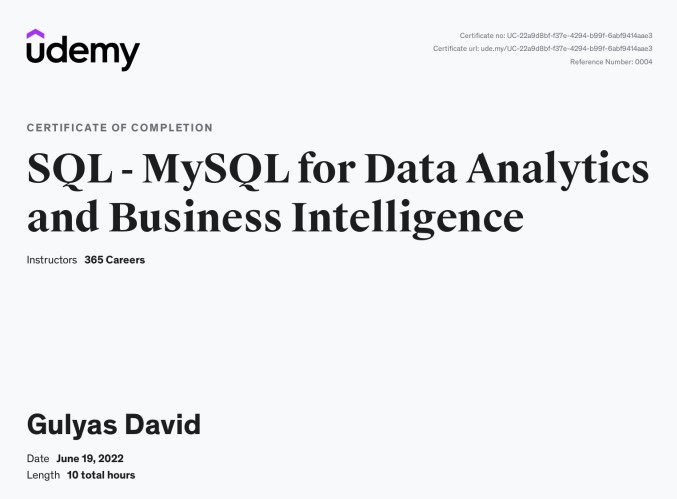 udemy
Certificate no: UC-22a9d8bf-f37e-4294-b99f-6abf9414aae3
Certificate url: ude.my/UC-22a9d8bf-f37e-4294-b99f-6abf9414aae3
Reference Number: 0004
CERTIFICATE OF COMPLETION
SQL - MySQL for Data Analytics
and Business Intelligence
Instructors 365 Careers
Gulyas David
Date June 19, 2022
Length 10 total hours